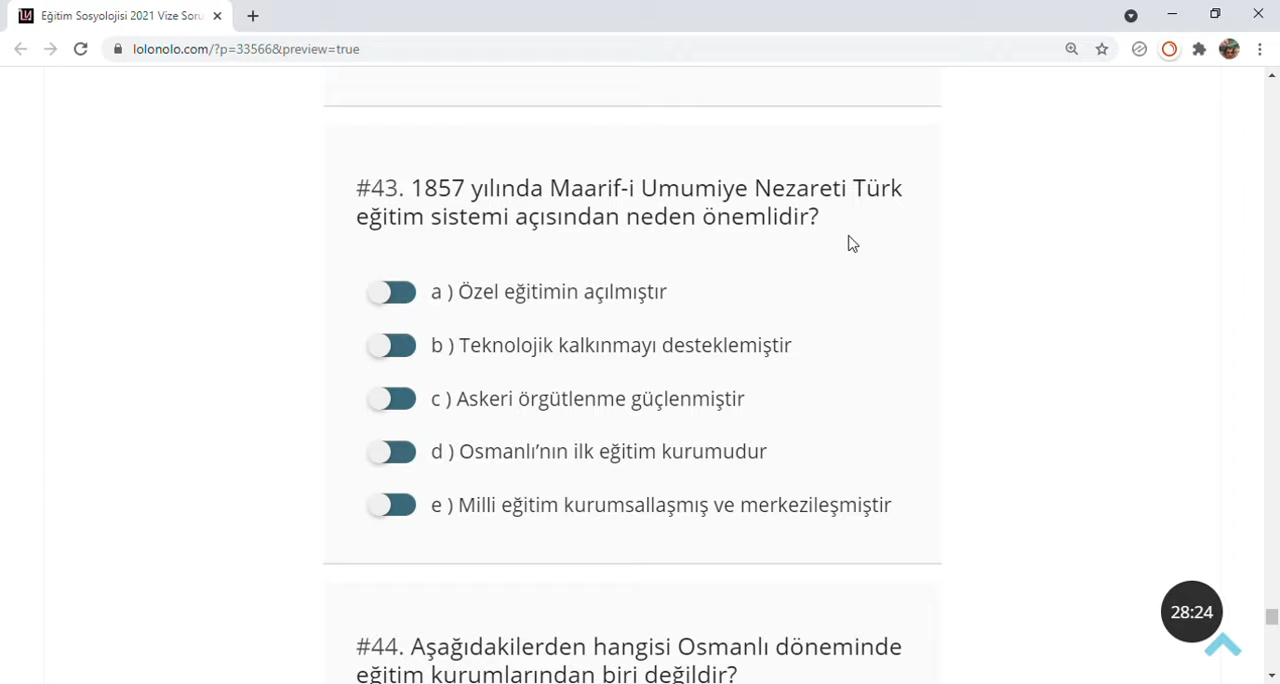 Eğitim Sosyolojisi 2021 Vize Soru
lolonolo.com/?p=33566&preview=true
#43. 1857 yılında Maarif-i Umumiye Nezareti Türk
eğitim sistemi açısından neden önemlidir?
a ) Özel eğitimin açılmıştır
b ) Teknolojik kalkınmayı desteklemiştir
c ) Askeri örgütlenme güçlenmiştir
d ) Osmanlı’nın ilk eğitim kurumudur
e ) Milli eğitim kurumsallaşmış ve merkezileşmiştir
28:24
#44. Aşağıdakilerden hangisi Osmanlı döneminde
eğitim kurumlarından biri değildir?